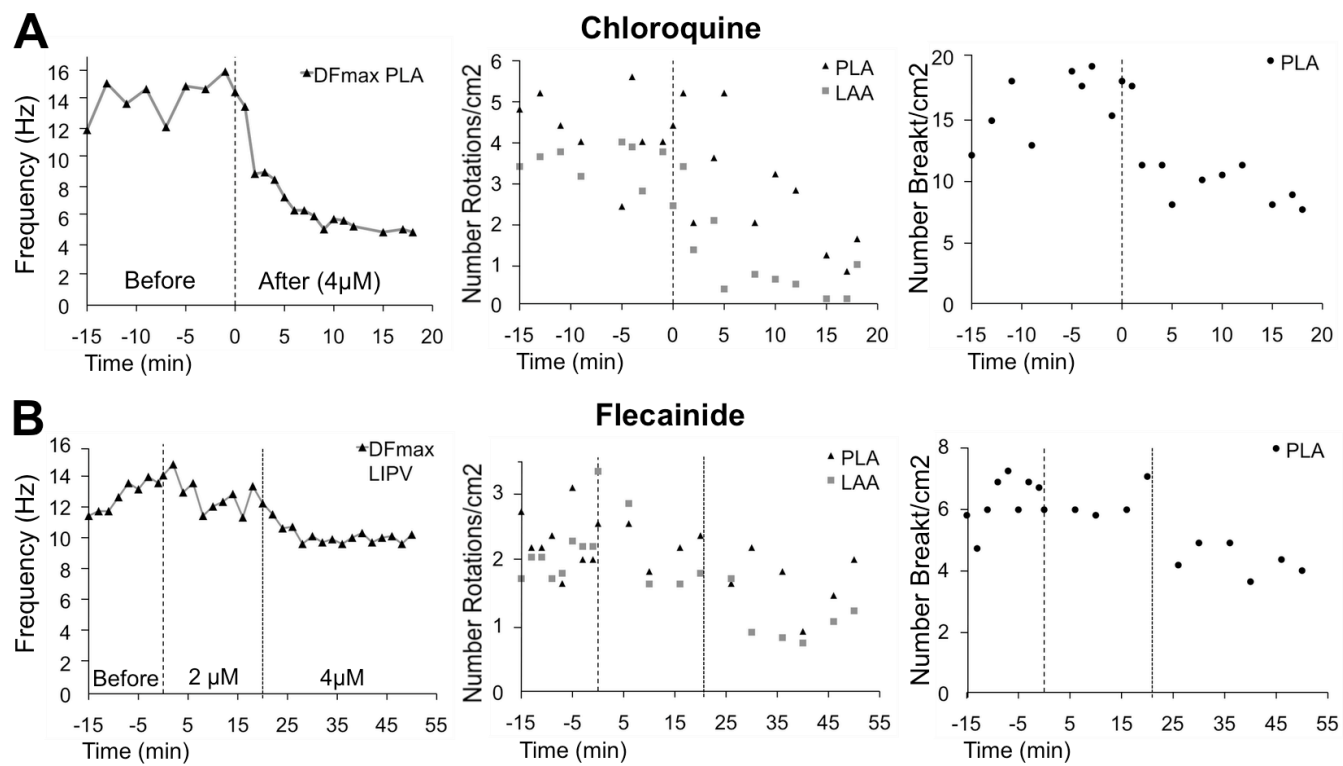 A
Chloroquine
Frequency (Hz)
16
14
12
10
8
6
4
2
0
DFmax PLA
Before
After (4µM)
-15 -10 -5 0 5 10 15 20
Time (min)
Number Rotations/cm2
6
5
4
3
2
1
0
PLA
LAA
-15 -10 -5 0 5 10 15 20
Time (min)
Number Breakt/cm2
20
15
10
5
0
PLA
-15 -10 -5 0 5 10 15 20
Time (min)
B
Flecainide
Frequency (Hz)
16
14
12
10
8
6
4
2
0
DFmax
LIPV
Before 2 µM 4µM
-15 -5 5 15 25 35 45 55
Time (min)
Number Rotations/cm2
3
2
1
0
PLA
LAA
-15 -5 5 15 25 35 45 55
Time (min)
Number Breakt/cm2
8
6
4
2
0
PLA
-15 -5 5 15 25 35 45 55
Time (min)